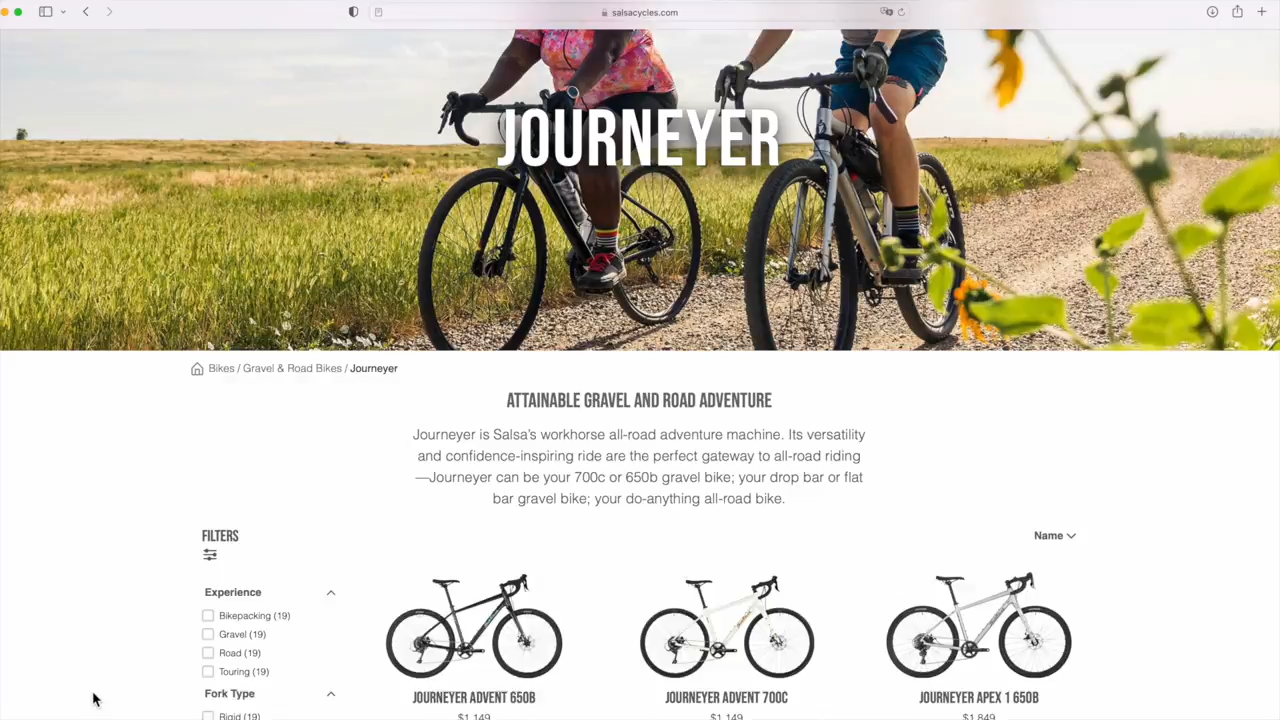 salsacycles.com
JOURNEYER
Bikes / Gravel & Road Bikes / Journeyer
ATTAINABLE GRAVEL AND ROAD ADVENTURE
Journeyer is Salsa's workhorse all-road adventure machine. Its versatility
and confidence-inspiring ride are the perfect gateway to all-road riding
—Journeyer can be your 700c or 650b gravel bike; your drop bar or flat
bar gravel bike; your do-anything all-road bike.
FILTERS
Name
Experience
Bikepacking (19)
Gravel (19)
Road (19)
Touring (19)
Fork Type
Rigid (19)
JOURNEYER ADVENT 650B
$1,149
JOURNEYER ADVENT 700C
$1,149
JOURNEYER APEX 1 650B
$1,849